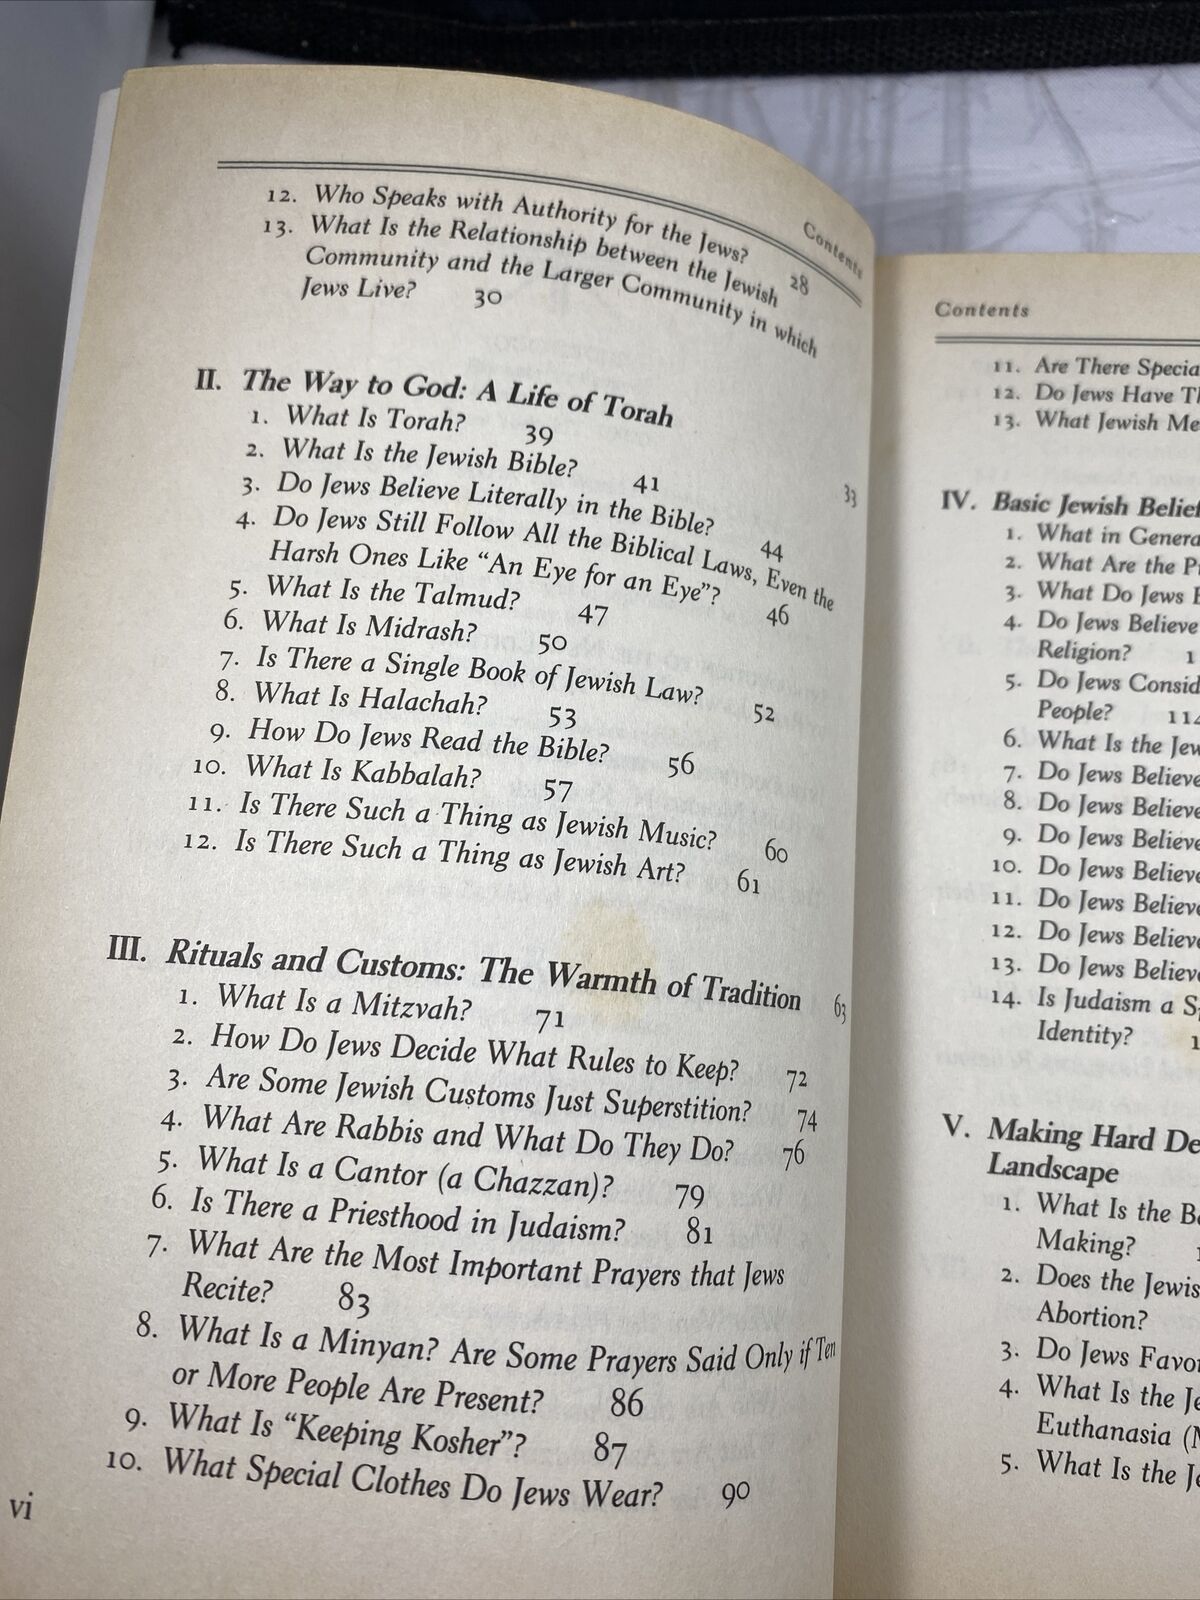 Contents
12. Who Speaks with Authority for the Jews? 28
13. What Is the Relationship between the Jewish
Community and the Larger Community in which
Jews Live? 30
II. The Way to God: A Life of Torah 33
1. What Is Torah? 39
2. What Is the Jewish Bible? 41
3. Do Jews Believe Literally in the Bible? 44
4. Do Jews Still Follow All the Biblical Laws, Even the
Harsh Ones Like "An Eye for an Eye"? 46
5. What Is the Talmud? 47
6. What Is Midrash? 50
7. Is There a Single Book of Jewish Law? 52
8. What Is Halachah? 53
9. How Do Jews Read the Bible? 56
10. What Is Kabbalah? 57
11. Is There Such a Thing as Jewish Music? 60
12. Is There Such a Thing as Jewish Art? 61
III. Rituals and Customs: The Warmth of Tradition 63
1. What Is a Mitzvah? 71
2. How Do Jews Decide What Rules to Keep? 72
3. Are Some Jewish Customs Just Superstition? 74
4. What Are Rabbis and What Do They Do? 76
5. What Is a Cantor (a Chazzan)? 79
6. Is There a Priesthood in Judaism? 81
7. What Are the Most Important Prayers that Jews
Recite? 83
8. What Is a Minyan? Are Some Prayers Said Only if Ten
or More People Are Present? 86
9. What Is "Keeping Kosher"? 87
10. What Special Clothes Do Jews Wear? 90
vi
Contents
11. Are There
12. Do Jews Have
13. What Jewish
IV. Basic Jewish
1. What in
2. What Are the
3. What Do Jews
4. Do Jews Believe
Religion?
5. Do Jews
People?
6. What Is the
7. Do Jews Believe
8. Do Jews Believe
9. Do Jews Believe
10. Do Jews Believe
11. Do Jews Believe
12. Do Jews Believe
13. Do Jews Believe
14. Is Judaism a
Identity?
V. Making Hard
Landscape
1. What Is the
Making?
2. Does the
Abortion?
3. Do Jews
4. What Is the
Euthanasia
5. What Is the